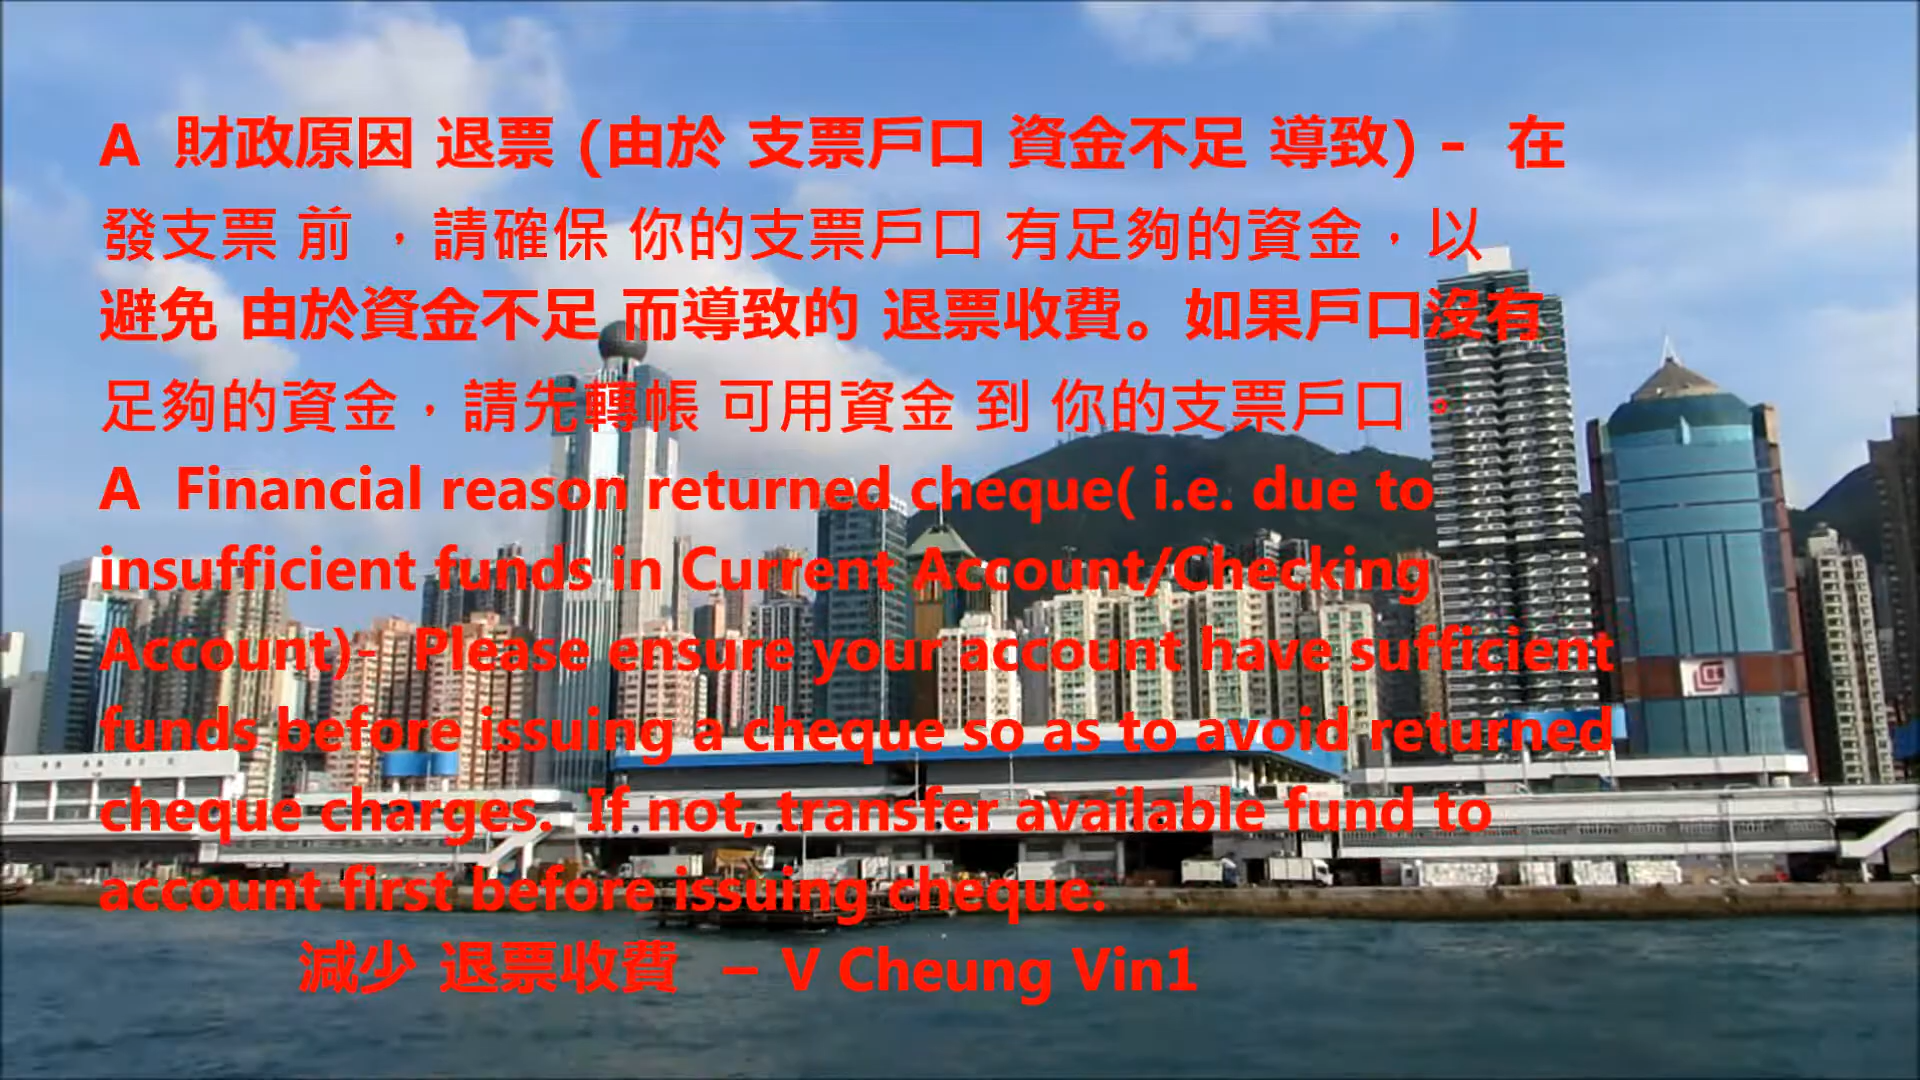 A  財政原因 退票 (由於 支票戶口 資金不足 導致) -  在
發支票 前 ，請確保 你的支票戶口 有足夠的資金，以
避免 由於資金不足 而導致的 退票收費。如果戶口沒有
足夠的資金，請先轉帳 可用資金 到 你的支票戶口 。
A  Financial reason returned cheque( i.e. due to
insufficient funds in Current Account/Checking
Account)-  Please ensure your account have sufficient
funds before issuing a cheque so as to avoid returned
cheque charges.  If not, transfer available fund to
account first before issuing cheque.
減少 退票收費  – V Cheung Vin1